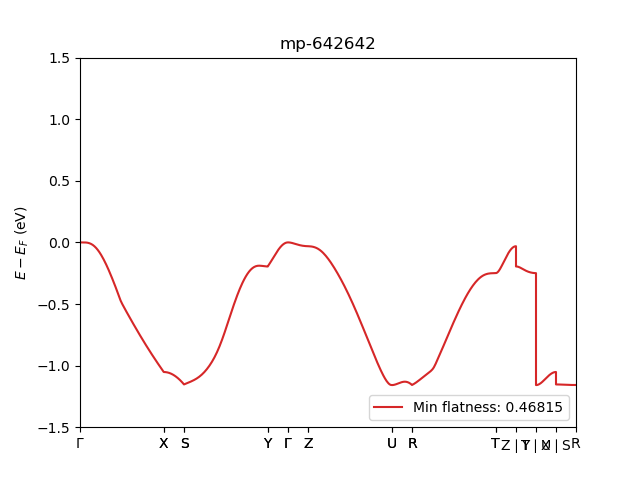 mp-642642
1.5
1.0
0.5
0.0
−0.5
−1.0
−1.5
E − E_F (eV)
Min flatness: 0.46815
Γ X S Y Γ Z U R T Z | Y | | S R